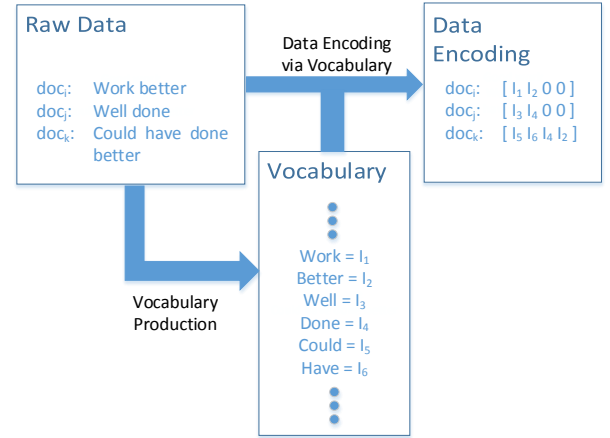 Raw Data
docᵢ: Work better
docⱼ: Well done
docₖ: Could have done
better
Data Encoding
via Vocabulary
Data
Encoding
docᵢ: [ I₁ I₂ 0 0 ]
docⱼ: [ I₃ I₄ 0 0 ]
docₖ: [ I₅ I₆ I₄ I₂ ]
Vocabulary
Work = I₁
Better = I₂
Well = I₃
Done = I₄
Could = I₅
Have = I₆
Vocabulary
Production